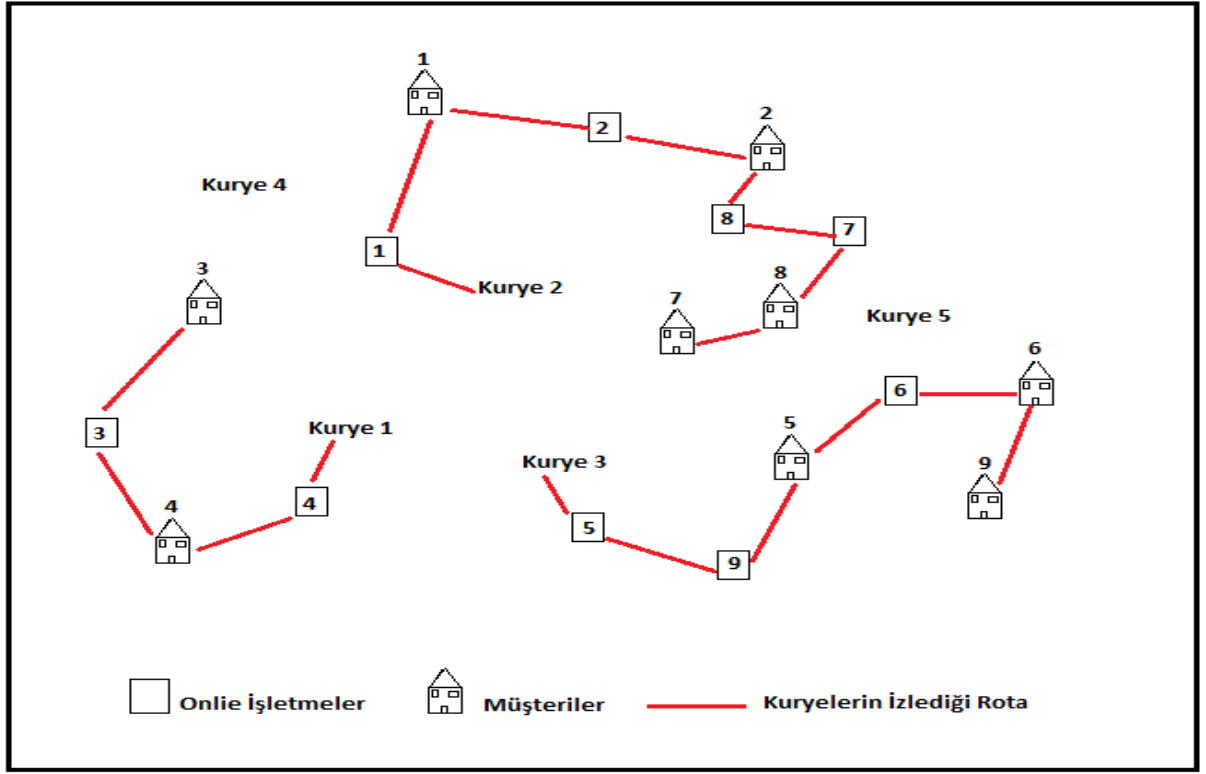 1
2
2
Kurye 4
8
7
1
3
8
Kurye 2
7
Kurye 5
6
6
3
Kurye 1
5
Kurye 3
9
4
4
5
9
Onlie İşletmeler
Müşteriler
Kuryelerin İzlediği Rota